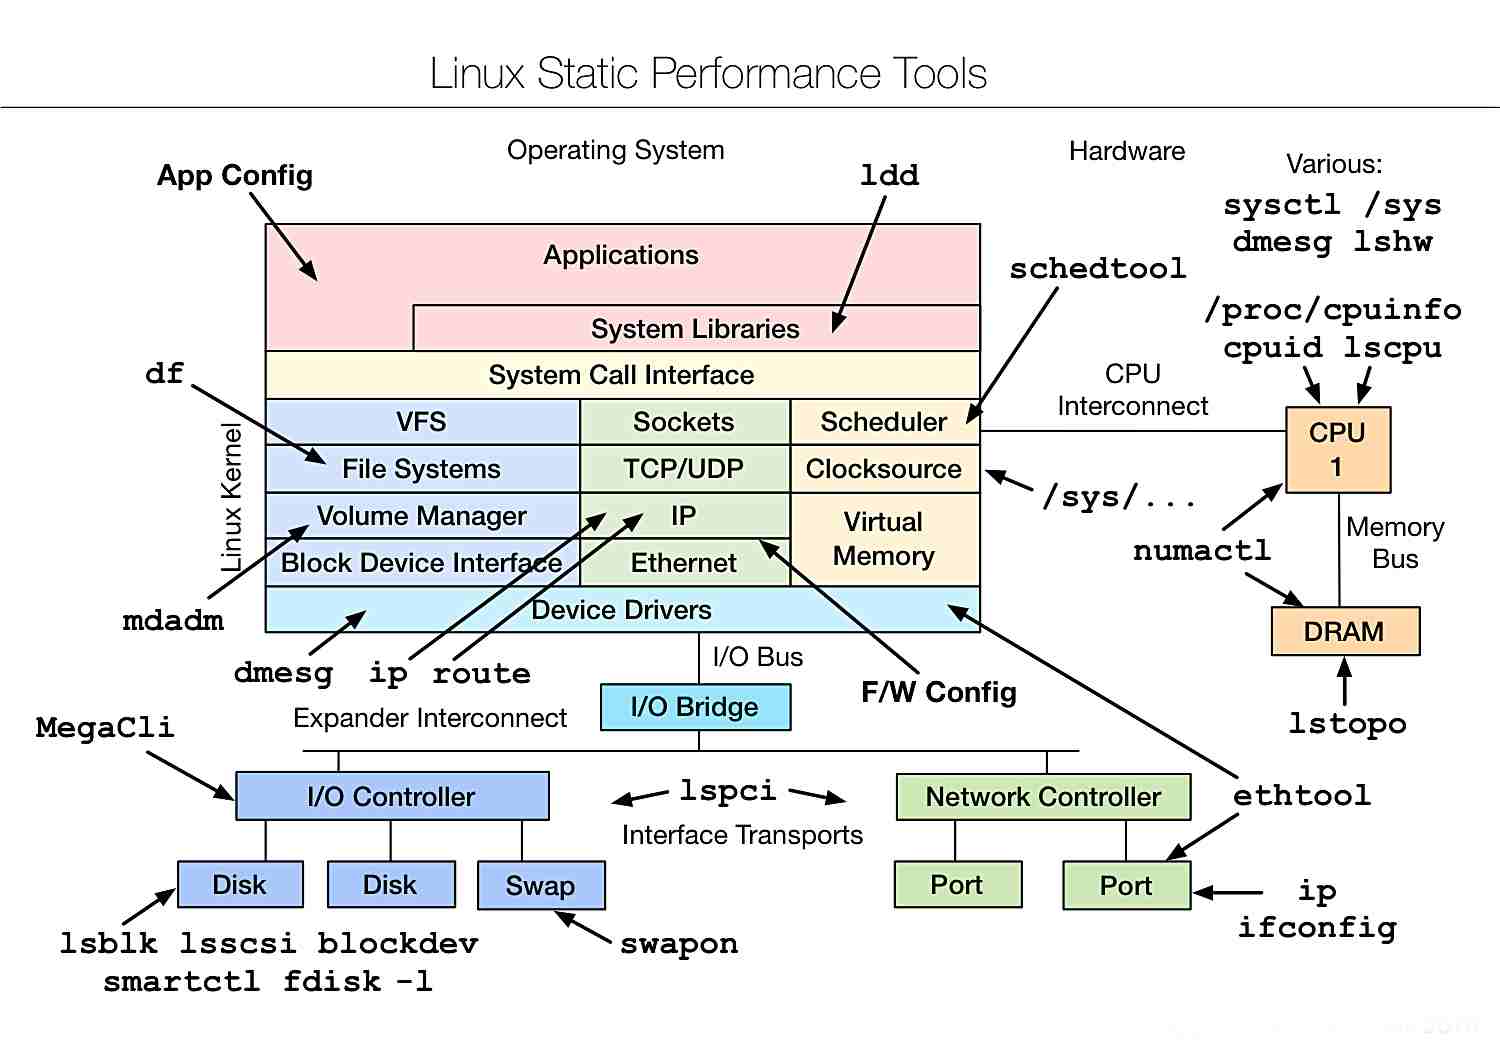 Linux Static Performance Tools
Operating System
Hardware
Various:
sysctl /sys
dmesg lshw
App Config
ldd
Applications
schedtool
System Libraries
/proc/cpuinfo
cpuid lscpu
df
System Call Interface
CPU
Interconnect
VFS
Sockets
Scheduler
CPU
1
File Systems
TCP/UDP
Clocksource
/sys/...
Linux Kernel
Volume Manager
IP
Virtual
Memory
numactl
Memory
Bus
Block Device Interface
Ethernet
mdadm
Device Drivers
DRAM
dmesg
ip
route
I/O Bus
F/W Config
lstopo
MegaCli
Expander Interconnect
I/O Bridge
I/O Controller
lspci
Network Controller
ethtool
Interface Transports
Disk
Disk
Swap
Port
Port
ip
ifconfig
lsblk lsscsi blockdev
smartctl fdisk -l
swapon